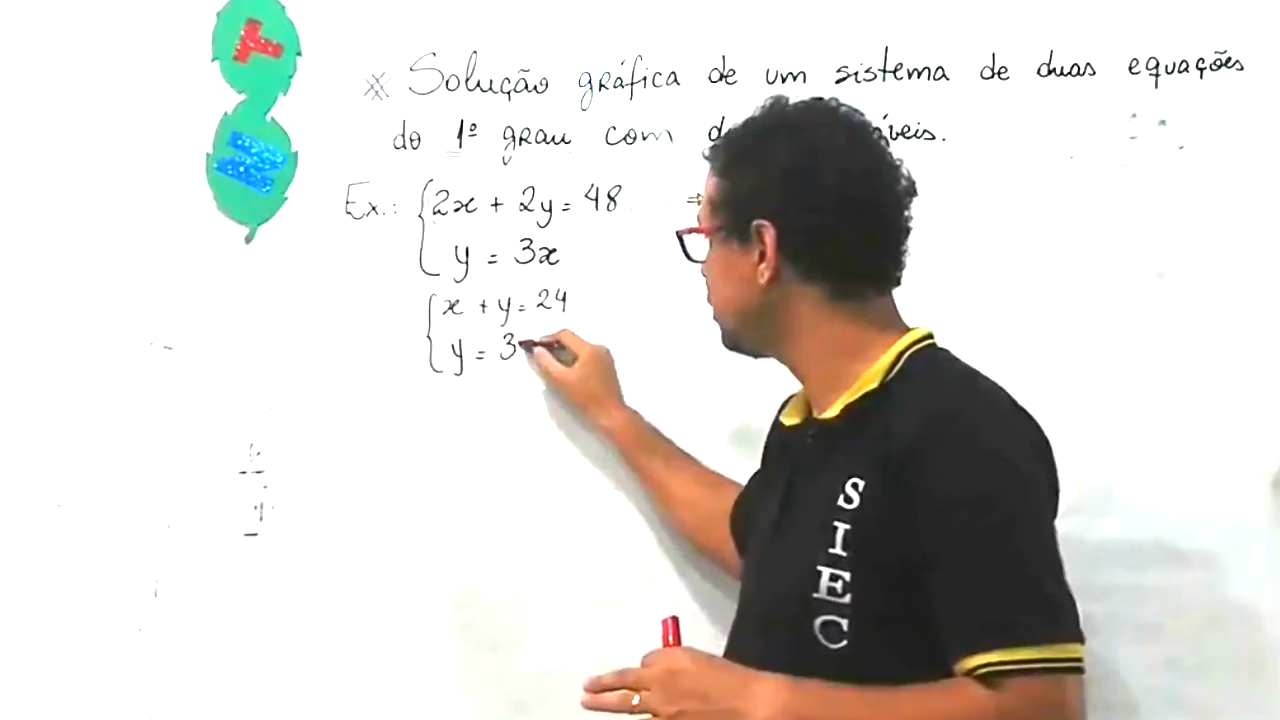 T
M
* Solução gráfica de um sistema de duas equações
do 1º grau com d áveis.
Ex.: 2x + 2y = 48 ⇒
y = 3x
x + y = 24
y = 3
SIEC